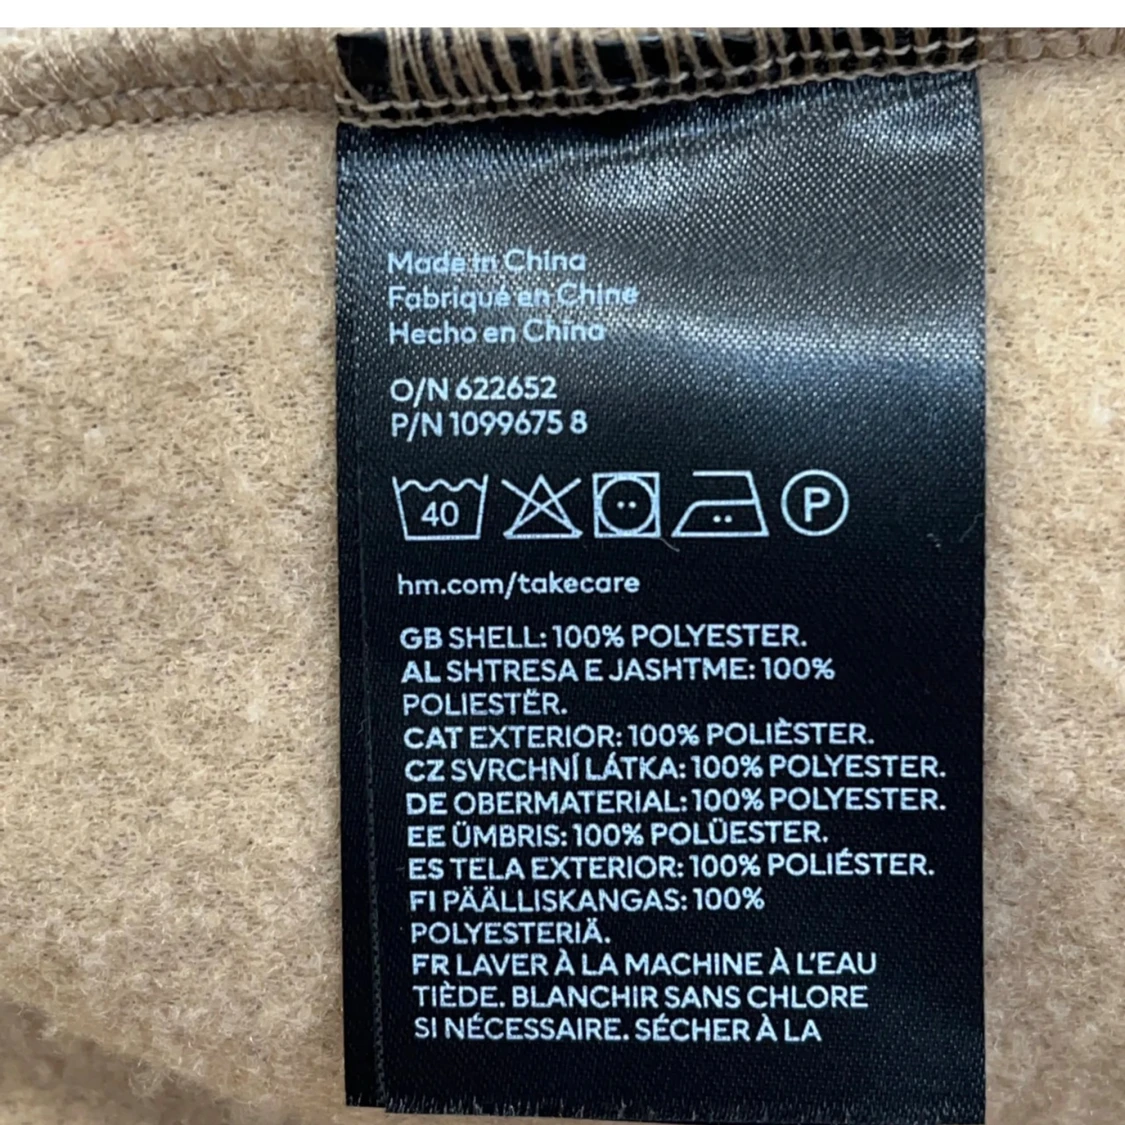 Made in China
Fabriqué en Chine
Hecho en China
O/N 622652
P/N 1099675 8
40
P
hm.com/takecare
GB SHELL: 100% POLYESTER.
AL SHTRESA E JASHTME: 100%
POLIESTËR.
CAT EXTERIOR: 100% POLIÈSTER.
CZ SVRCHNÍ LÁTKA: 100% POLYESTER.
DE OBERMATERIAL: 100% POLYESTER.
EE ÜMBRIS: 100% POLÜESTER.
ES TELA EXTERIOR: 100% POLIÉSTER.
FI PÄÄLLISKANGAS: 100%
POLYESTERIÄ.
FR LAVER À LA MACHINE À L'EAU
TIÈDE. BLANCHIR SANS CHLORE
SI NÉCESSAIRE. SÉCHER À LA